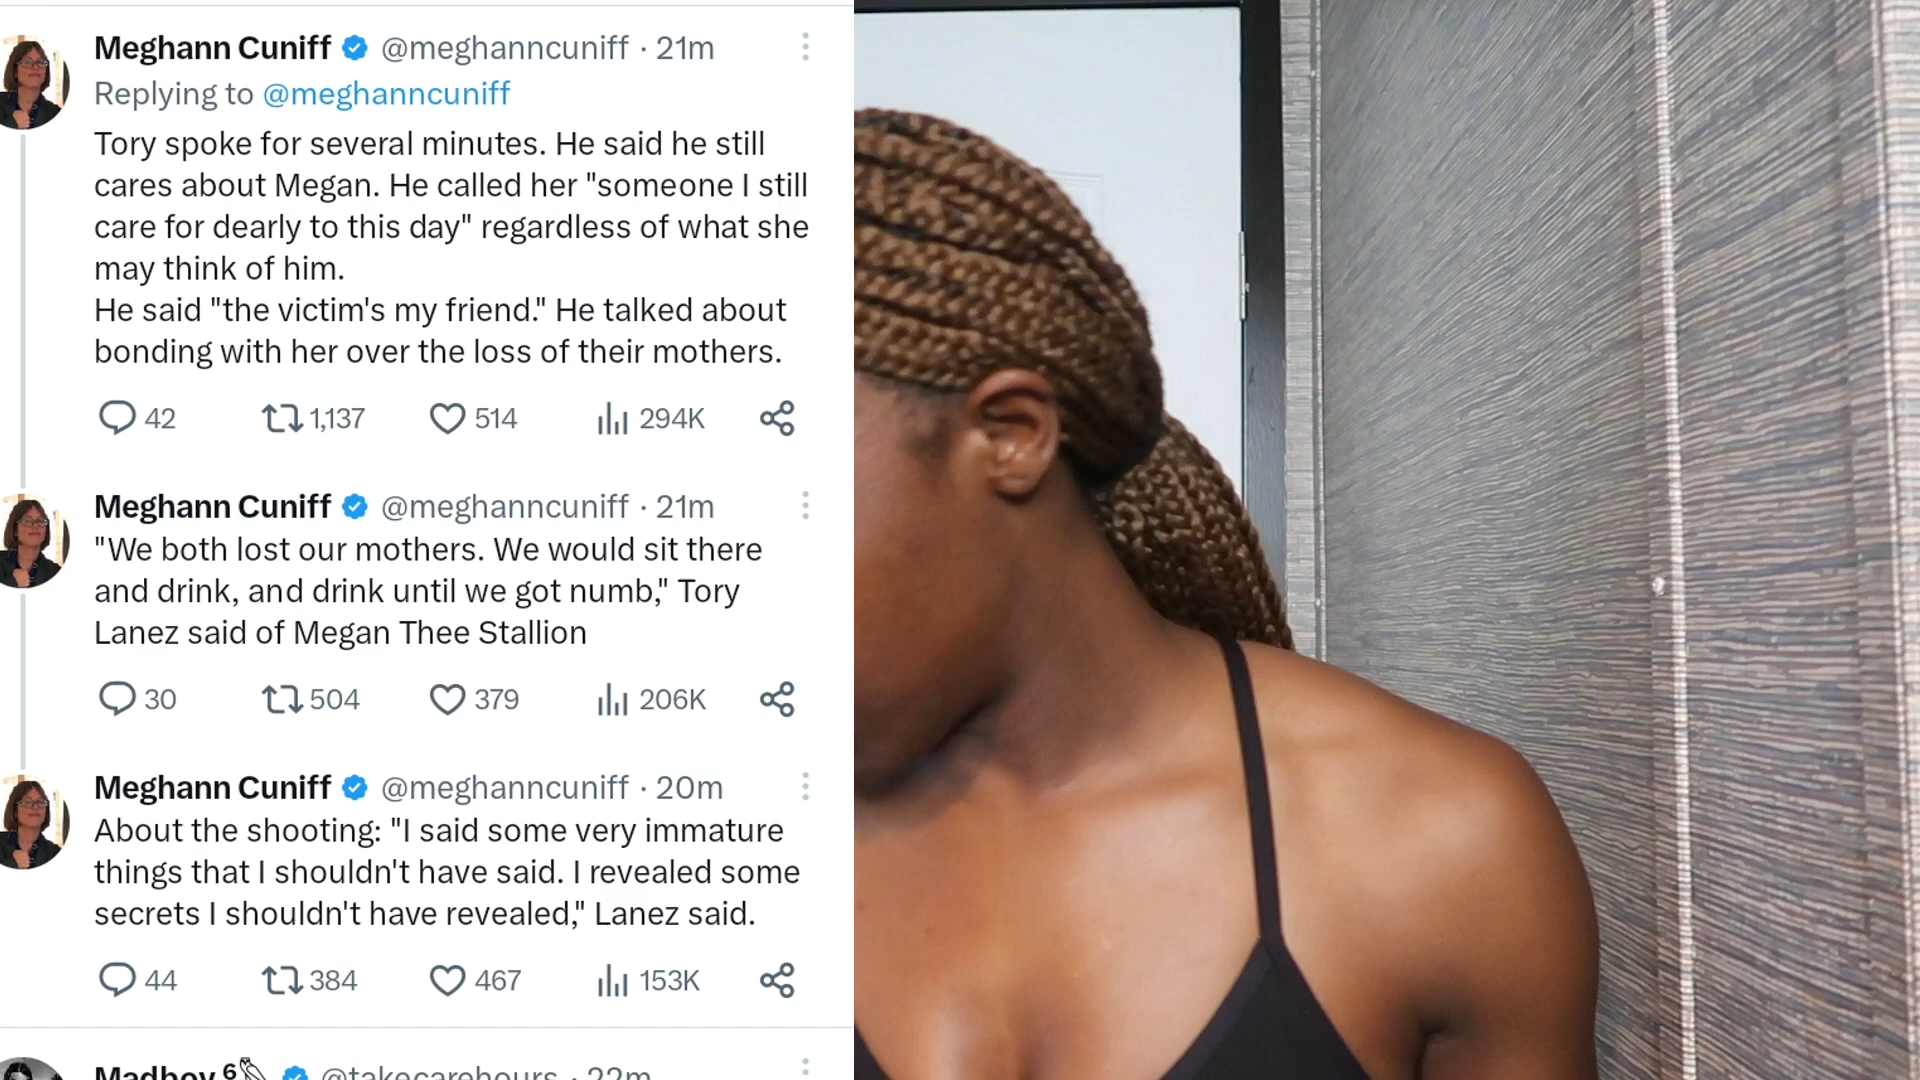 Meghann Cuniff @meghanncuniff · 21m
Replying to @meghanncuniff
Tory spoke for several minutes. He said he still
cares about Megan. He called her "someone I still
care for dearly to this day" regardless of what she
may think of him.
He said "the victim's my friend." He talked about
bonding with her over the loss of their mothers.
42 1,137 514 294K
Meghann Cuniff @meghanncuniff · 21m
"We both lost our mothers. We would sit there
and drink, and drink until we got numb," Tory
Lanez said of Megan Thee Stallion
30 504 379 206K
Meghann Cuniff @meghanncuniff · 20m
About the shooting: "I said some very immature
things that I shouldn't have said. I revealed some
secrets I shouldn't have revealed," Lanez said.
44 384 467 153K
Madboy ⁶ @takecarehours · 22m